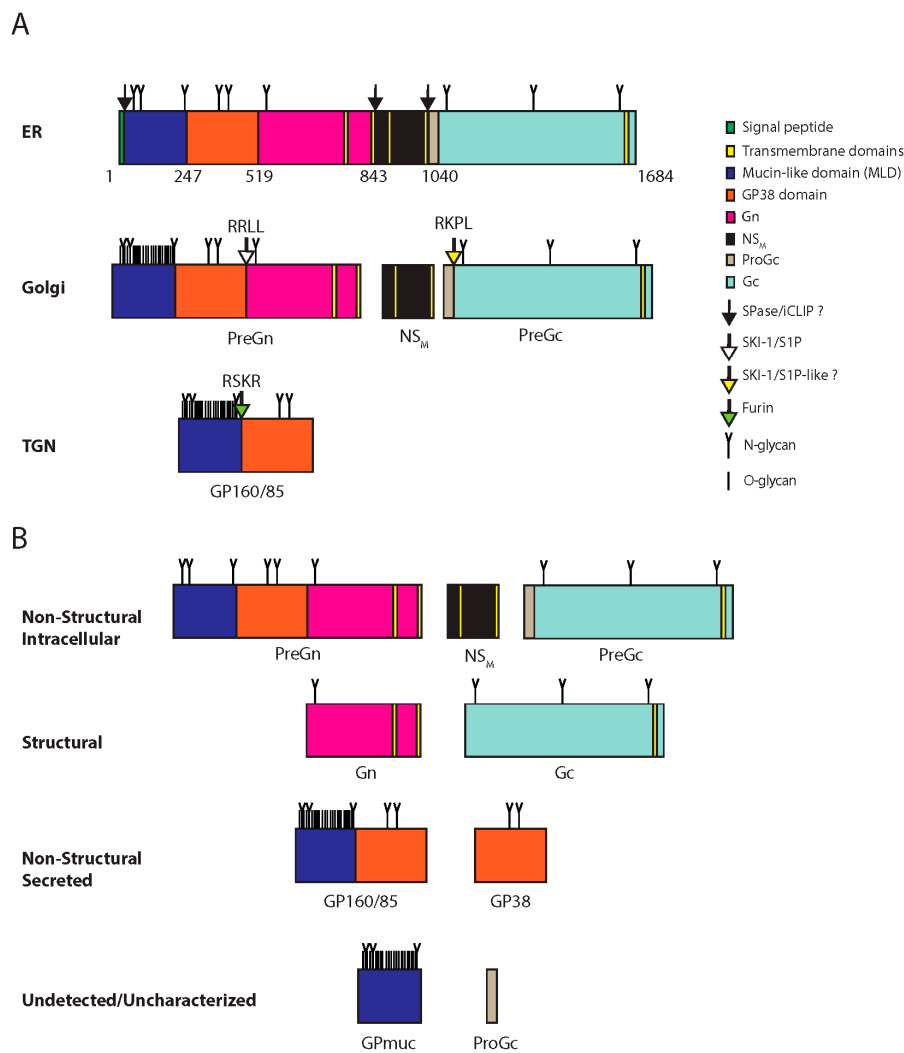 A
ER
1 247 519 843 1040 1684
Signal peptide
Transmembrane domains
Mucin-like domain (MLD)
GP38 domain
Gn
NSM
ProGc
Gc
SPase/iCLIP ?
SKI-1/S1P
SKI-1/S1P-like ?
Furin
N-glycan
O-glycan
RRLL RKPL
Golgi
PreGn NSM PreGc
RSKR
TGN
GP160/85
B
Non-Structural
Intracellular
PreGn NSM PreGc
Structural
Gn Gc
Non-Structural
Secreted
GP160/85 GP38
Undetected/Uncharacterized
GPmuc ProGc